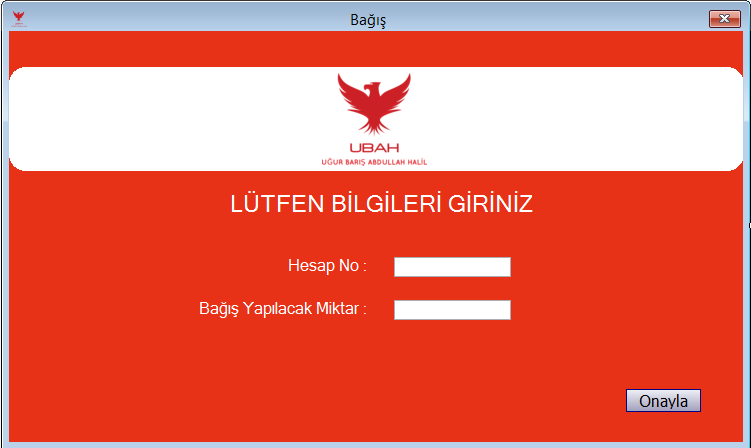 Bağış
UBAH
UĞUR BARIŞ ABDULLAH HALİL
LÜTFEN BİLGİLERİ GİRİNİZ
Hesap No :
Bağış Yapılacak Miktar :
Onayla